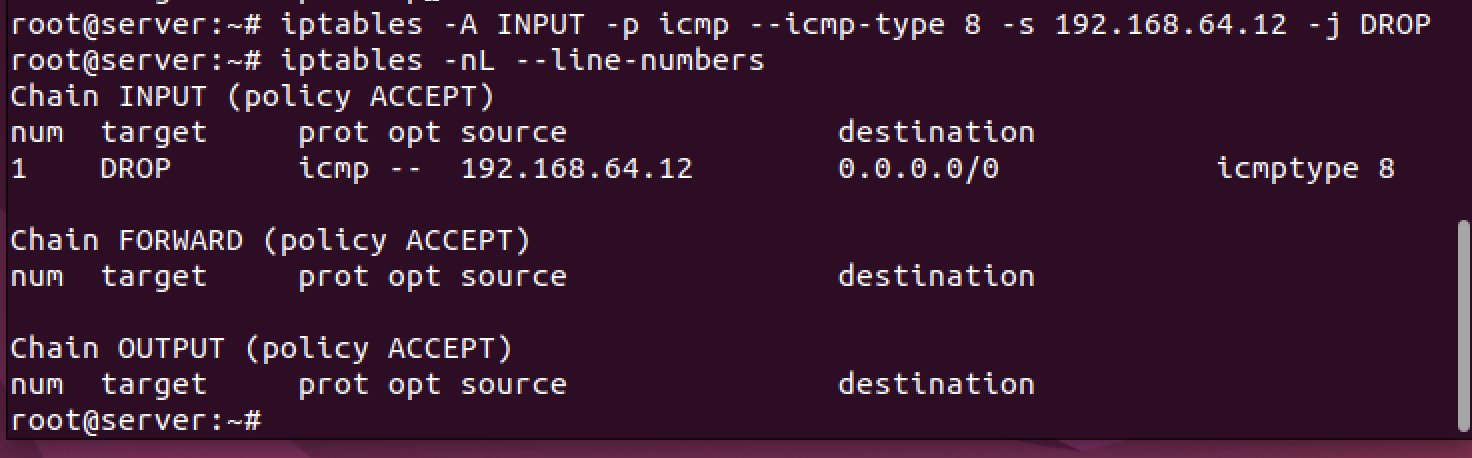 root@server:~# iptables -A INPUT -p icmp --icmp-type 8 -s 192.168.64.12 -j DROP
root@server:~# iptables -nL --line-numbers
Chain INPUT (policy ACCEPT)
num  target     prot opt source               destination
1    DROP       icmp --  192.168.64.12        0.0.0.0/0            icmptype 8

Chain FORWARD (policy ACCEPT)
num  target     prot opt source               destination

Chain OUTPUT (policy ACCEPT)
num  target     prot opt source               destination
root@server:~#